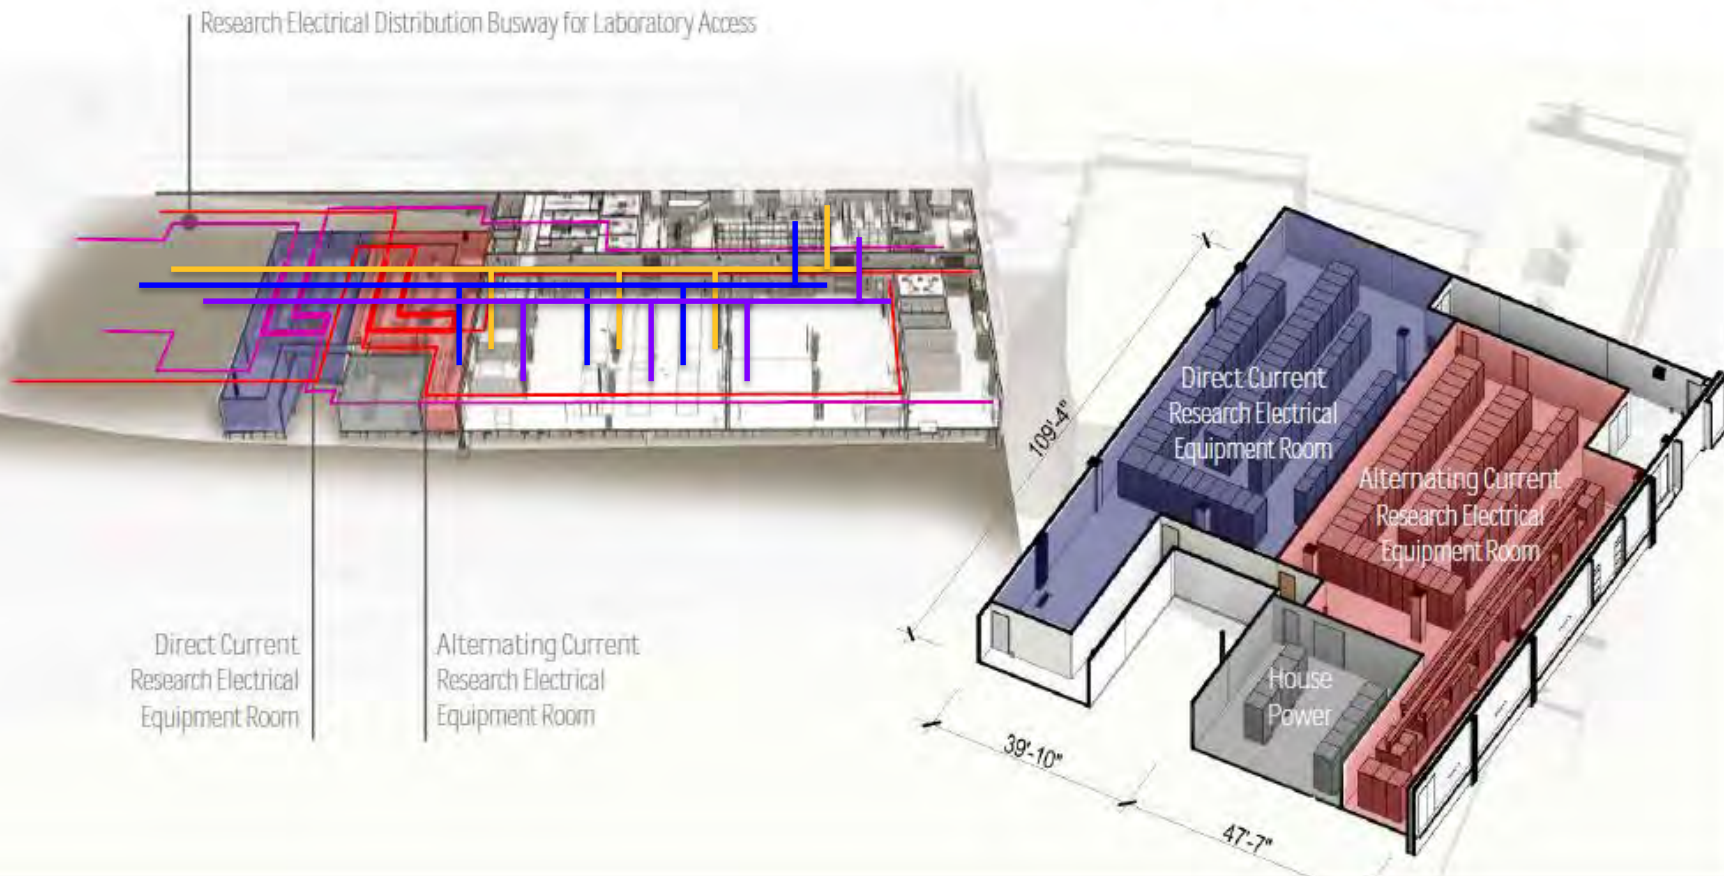 Research Electrical Distribution Busway for Laboratory Access
Direct Current
Research Electrical
Equipment Room
Alternating Current
Research Electrical
Equipment Room
Direct Current
Research Electrical
Equipment Room
Alternating Current
Research Electrical
Equipment Room
House
Power
109'-4"
39'-10"
47'-7"